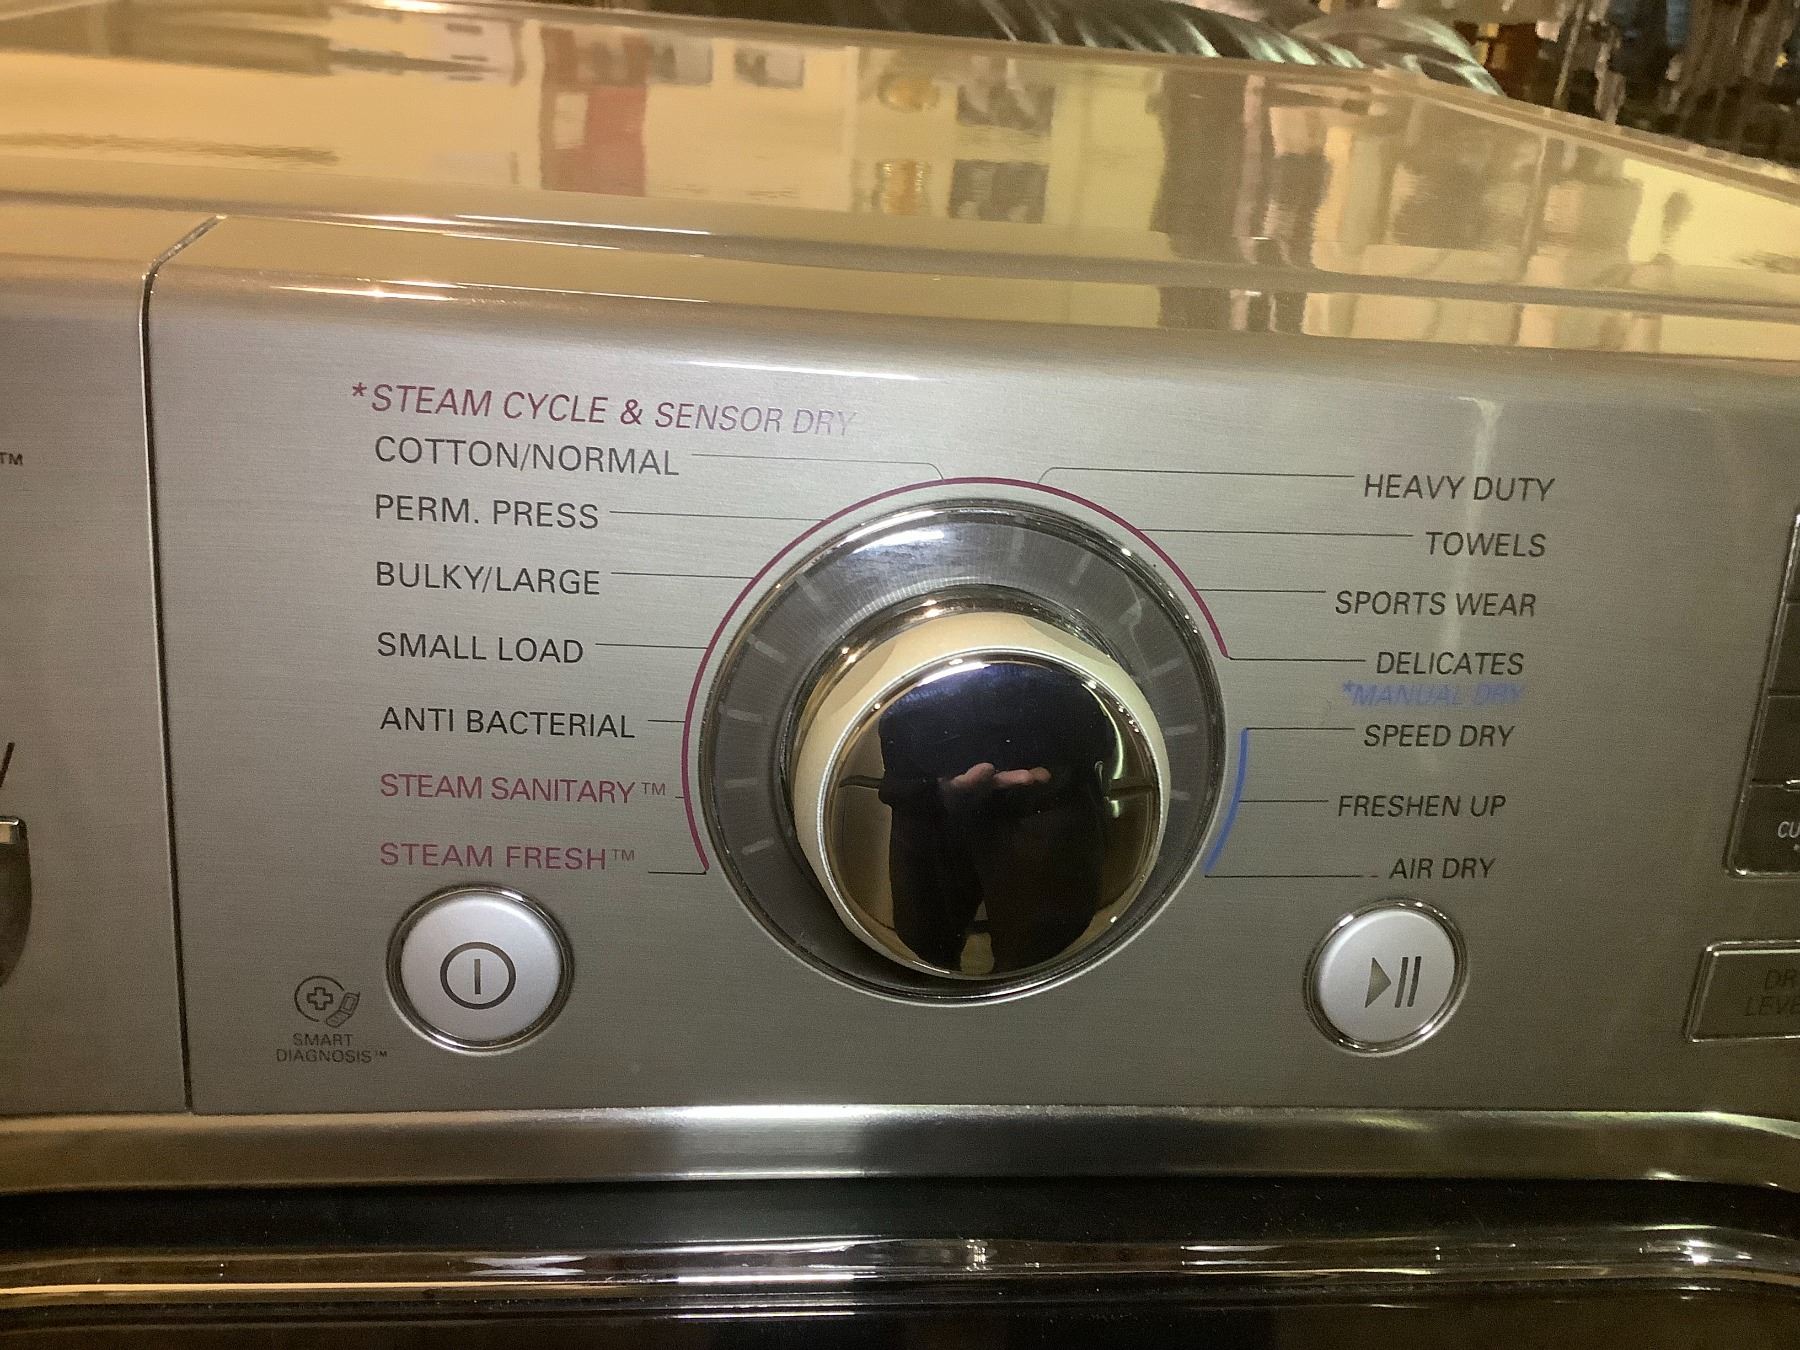 *STEAM CYCLE & SENSOR DRY
COTTON/NORMAL
PERM. PRESS
BULKY/LARGE
SMALL LOAD
ANTI BACTERIAL
STEAM SANITARY™
STEAM FRESH™
HEAVY DUTY
TOWELS
SPORTS WEAR
DELICATES
*MANUAL DRY
SPEED DRY
FRESHEN UP
AIR DRY
SMART
DIAGNOSIS™
TM